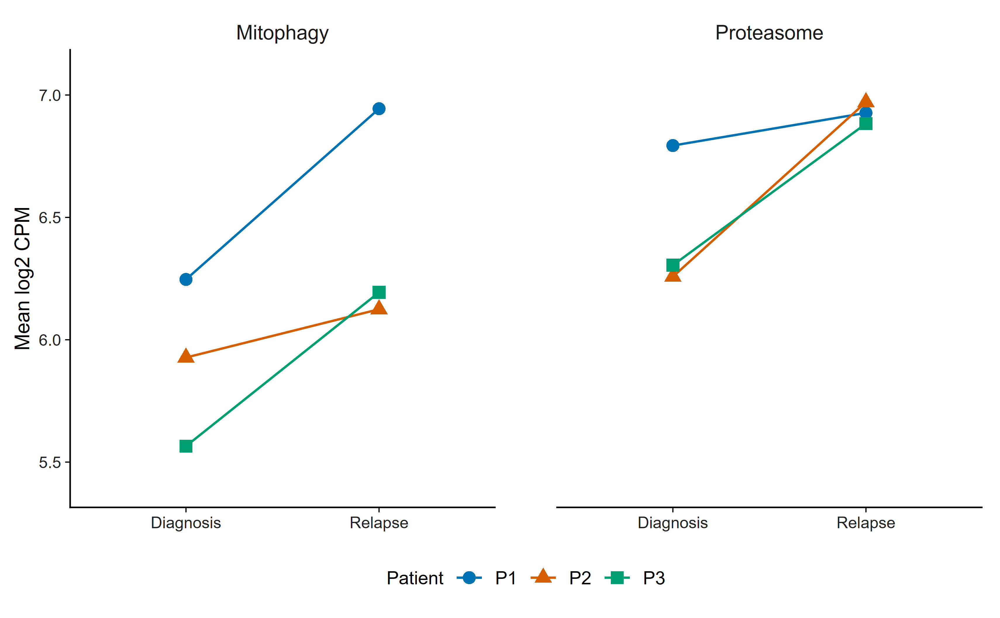 Mitophagy
Proteasome
Mean log2 CPM
7.0
6.5
6.0
5.5
Diagnosis
Relapse
Diagnosis
Relapse
Patient P1 P2 P3